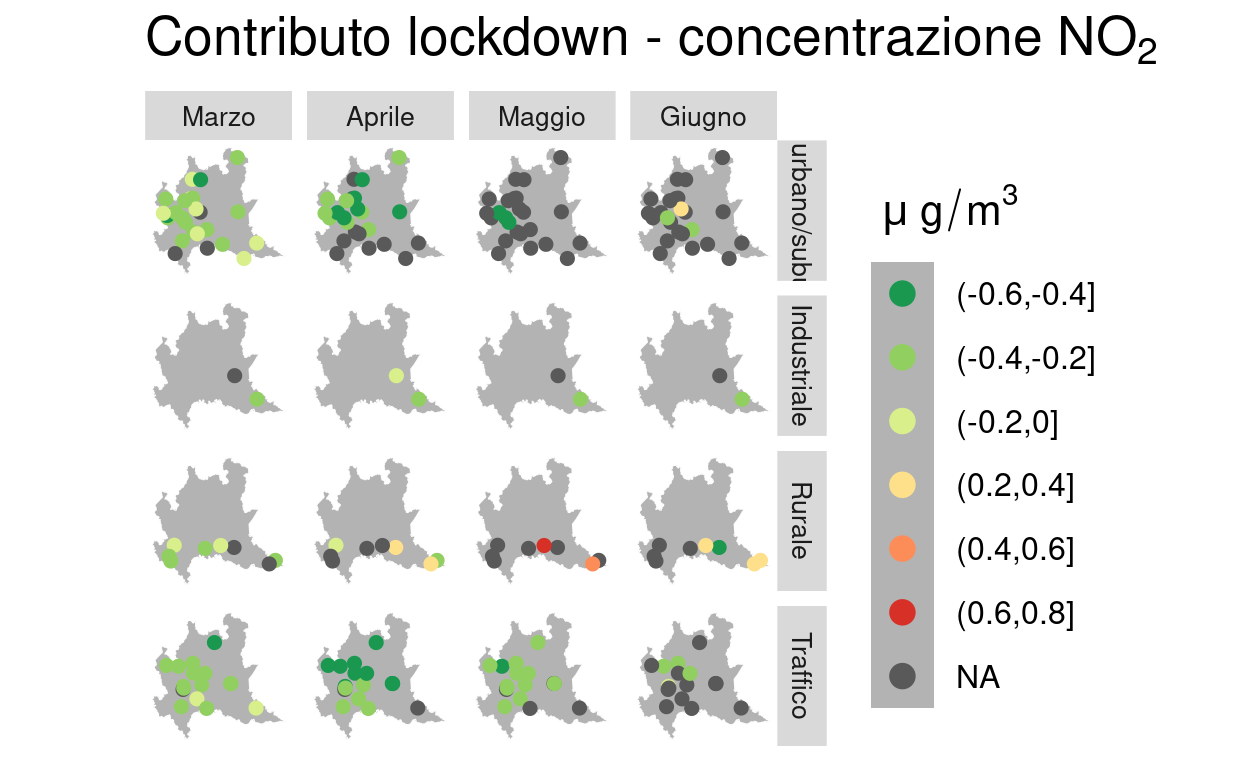 Contributo lockdown - concentrazione NO₂
Marzo Aprile Maggio Giugno
urbano/subu
Industriale
Rurale
Traffico
μ g/m³
(-0.6,-0.4]
(-0.4,-0.2]
(-0.2,0]
(0.2,0.4]
(0.4,0.6]
(0.6,0.8]
NA